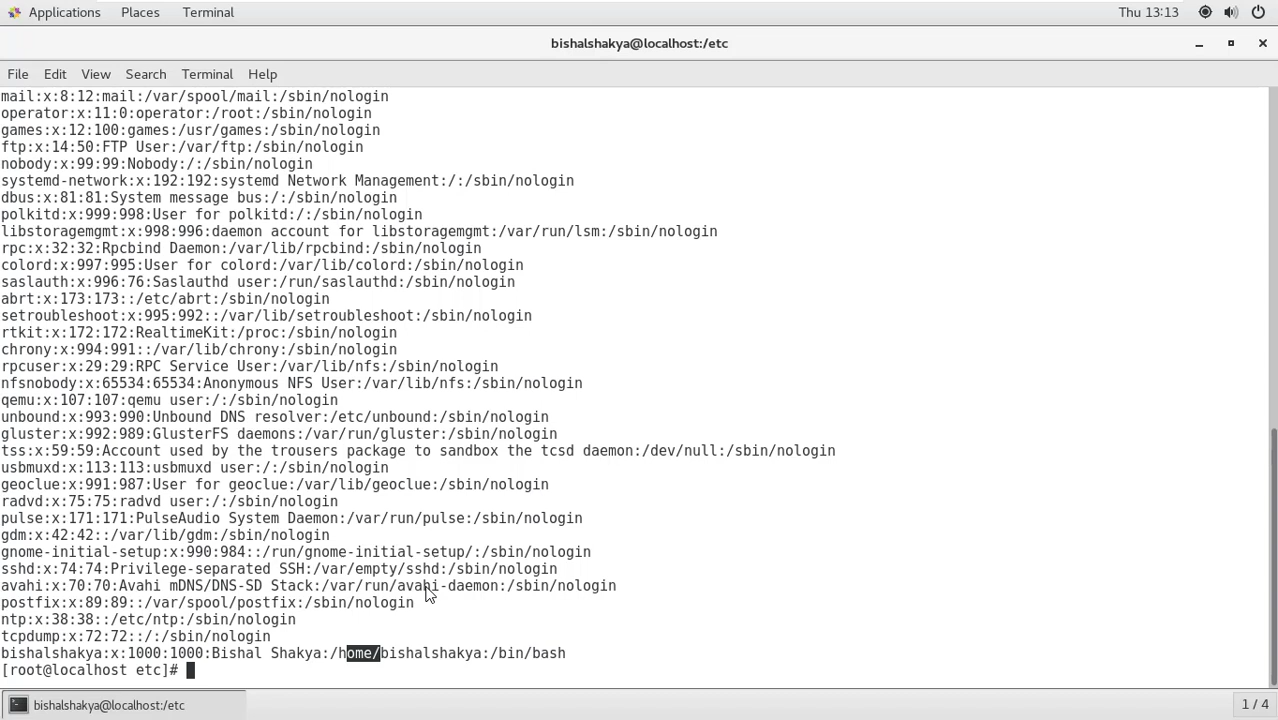 Applications Places Terminal Thu 13:13
bishalshakya@localhost:/etc
File Edit View Search Terminal Help
mail:x:8:12:mail:/var/spool/mail:/sbin/nologin
operator:x:11:0:operator:/root:/sbin/nologin
games:x:12:100:games:/usr/games:/sbin/nologin
ftp:x:14:50:FTP User:/var/ftp:/sbin/nologin
nobody:x:99:99:Nobody:/:/sbin/nologin
systemd-network:x:192:192:systemd Network Management:/:/sbin/nologin
dbus:x:81:81:System message bus:/:/sbin/nologin
polkitd:x:999:998:User for polkitd:/:/sbin/nologin
libstoragemgmt:x:998:996:daemon account for libstoragemgmt:/var/run/lsm:/sbin/nologin
rpc:x:32:32:Rpcbind Daemon:/var/lib/rpcbind:/sbin/nologin
colord:x:997:995:User for colord:/var/lib/colord:/sbin/nologin
saslauth:x:996:76:Saslauthd user:/run/saslauthd:/sbin/nologin
abrt:x:173:173::/etc/abrt:/sbin/nologin
setroubleshoot:x:995:992::/var/lib/setroubleshoot:/sbin/nologin
rtkit:x:172:172:RealtimeKit:/proc:/sbin/nologin
chrony:x:994:991::/var/lib/chrony:/sbin/nologin
rpcuser:x:29:29:RPC Service User:/var/lib/nfs:/sbin/nologin
nfsnobody:x:65534:65534:Anonymous NFS User:/var/lib/nfs:/sbin/nologin
qemu:x:107:107:qemu user:/:/sbin/nologin
unbound:x:993:990:Unbound DNS resolver:/etc/unbound:/sbin/nologin
gluster:x:992:989:GlusterFS daemons:/var/run/gluster:/sbin/nologin
tss:x:59:59:Account used by the trousers package to sandbox the tcsd daemon:/dev/null:/sbin/nologin
usbmuxd:x:113:113:usbmuxd user:/:/sbin/nologin
geoclue:x:991:987:User for geoclue:/var/lib/geoclue:/sbin/nologin
radvd:x:75:75:radvd user:/:/sbin/nologin
pulse:x:171:171:PulseAudio System Daemon:/var/run/pulse:/sbin/nologin
gdm:x:42:42::/var/lib/gdm:/sbin/nologin
gnome-initial-setup:x:990:984::/run/gnome-initial-setup/:/sbin/nologin
sshd:x:74:74:Privilege-separated SSH:/var/empty/sshd:/sbin/nologin
avahi:x:70:70:Avahi mDNS/DNS-SD Stack:/var/run/avahi-daemon:/sbin/nologin
postfix:x:89:89::/var/spool/postfix:/sbin/nologin
ntp:x:38:38::/etc/ntp:/sbin/nologin
tcpdump:x:72:72::/:/sbin/nologin
bishalshakya:x:1000:1000:Bishal Shakya:/home/bishalshakya:/bin/bash
[root@localhost etc]#
bishalshakya@localhost:/etc 1 / 4